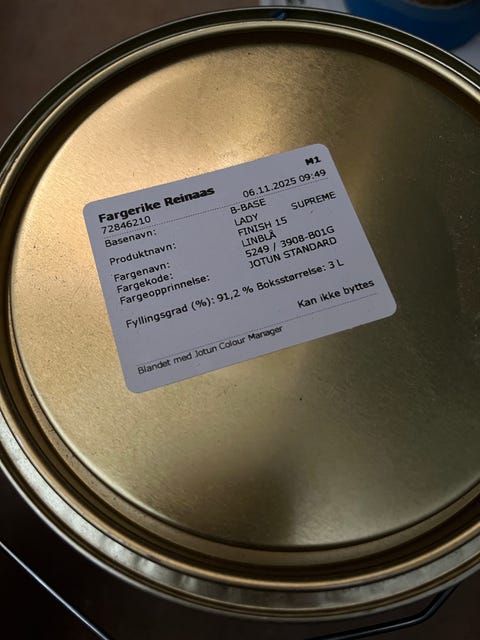 M1
Fargerike Reinaas
72846210 06.11.2025 09:49
Basenavn: B-BASE
Produktnavn: LADY SUPREME
FINISH 15
Fargenavn: LINBLÅ
Fargekode: 5249 / 3908-B01G
Fargeopprinnelse: JOTUN STANDARD
Fyllingsgrad (%): 91,2 % Boksstørrelse: 3 L
Kan ikke byttes
Blandet med Jotun Colour Manager